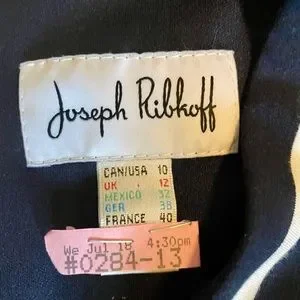 Joseph Ribkoff
CAN/USA 10
UK 12
MEXICO 32
GER 38
FRANCE 40
We Jul 18 4:30pm
#0284-13